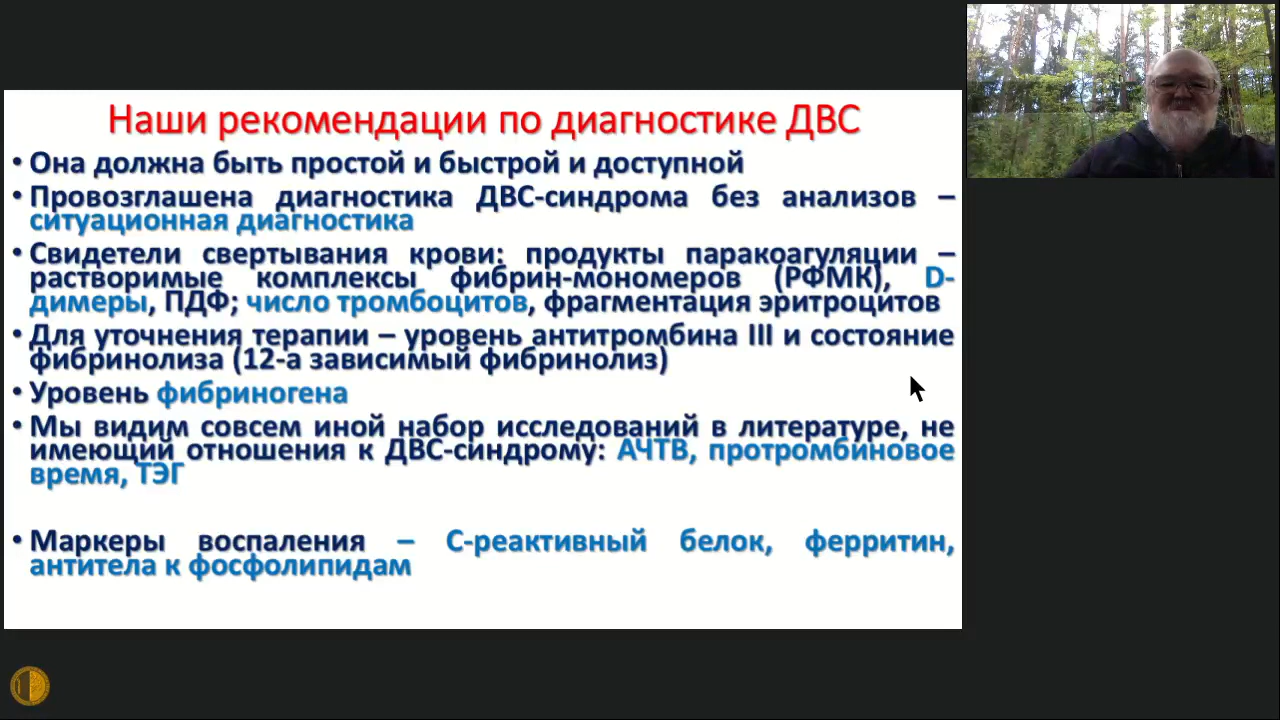 Наши рекомендации по диагностике ДВС
• Она должна быть простой и быстрой и доступной
• Провозглашена диагностика ДВС-синдрома без анализов –
ситуационная диагностика
• Свидетели свертывания крови: продукты паракоагуляции –
растворимые комплексы фибрин-мономеров (РФМК), D-
димеры, ПДФ; число тромбоцитов, фрагментация эритроцитов
• Для уточнения терапии – уровень антитромбина III и состояние
фибринолиза (12-а зависимый фибринолиз)
• Уровень фибриногена
• Мы видим совсем иной набор исследований в литературе, не
имеющий отношения к ДВС-синдрому: АЧТВ, протромбиновое
время, ТЭГ
• Маркеры воспаления – С-реактивный белок, ферритин,
антитела к фосфолипидам